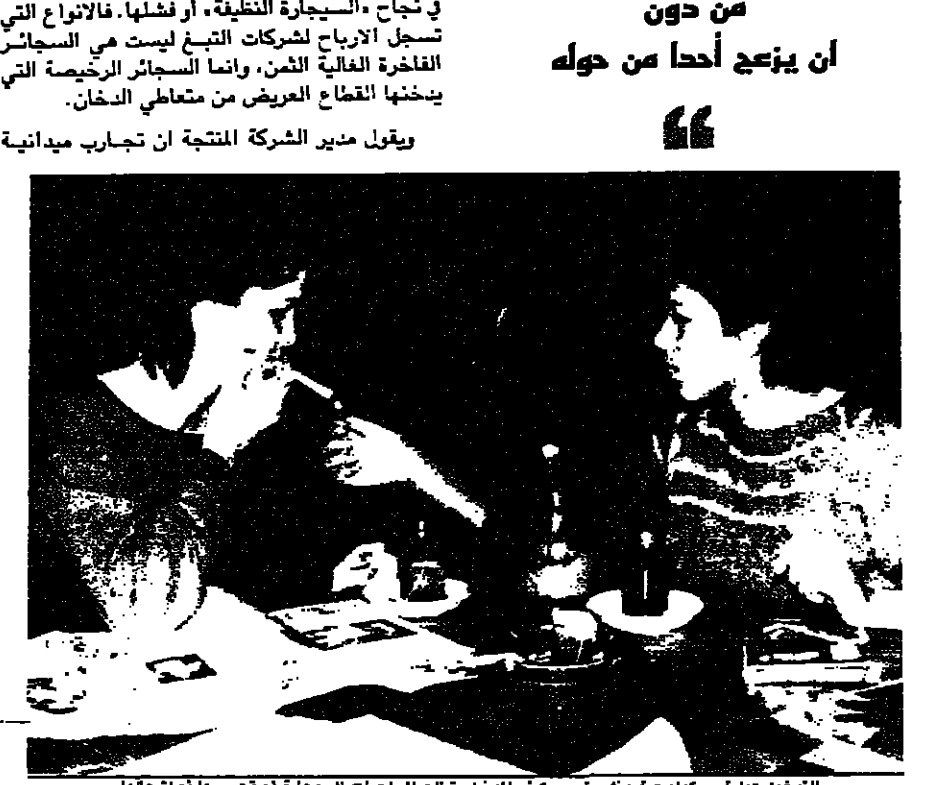 من دون
أن يزعج أحدا من حوله
في نجاح «السيجارة النظيفة» أو فشلها. فالانواع التي
تسجل الارباح لشركات التبغ ليست هي السجائر
الفاخرة الغالية الثمن، وانما السجائر الرخيصة التي
يدخنها القطاع العريض من متعاطي الدخان.
ويقول مدير الشركة المنتجة ان تجارب ميدانية